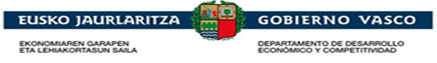 EUSKO JAURLARITZA
GOBIERNO VASCO
EKONOMIAREN GARAPEN
ETA LEHIAKORTASUN SAILA
DEPARTAMENTO DE DESARROLLO
ECONÓMICO Y COMPETITIVIDAD